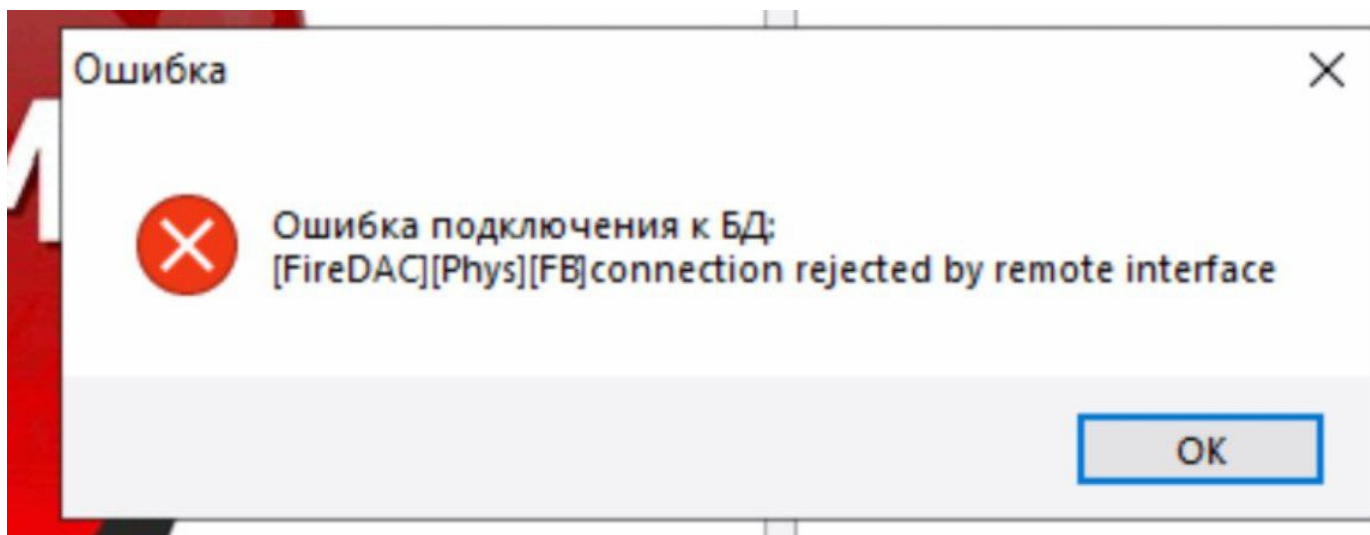 Ошибка
Ошибка подключения к БД:
[FireDAC][Phys][FB]connection rejected by remote interface
OK